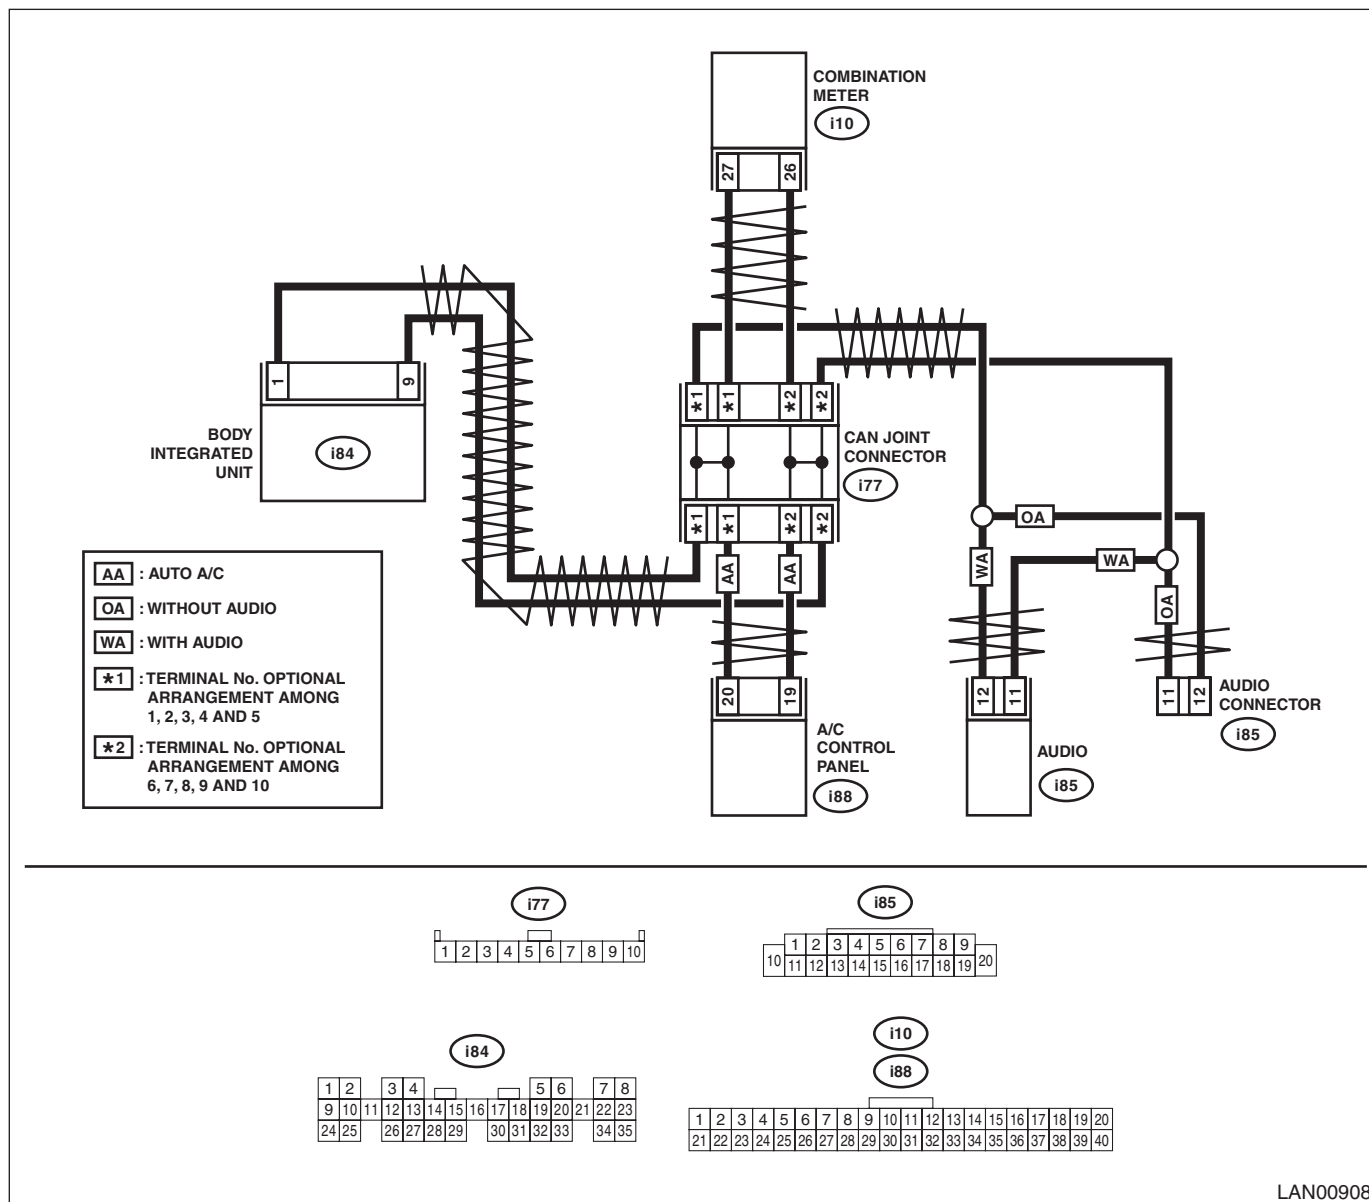 COMBINATION
METER
i10
27 26
1 9
*1 *1 *2 *2
BODY
INTEGRATED
UNIT
i84
CAN JOINT
CONNECTOR
i77
*1 *1 *2 *2
OA
AA AA
WA
WA
OA
AA : AUTO A/C
OA : WITHOUT AUDIO
WA : WITH AUDIO
*1 : TERMINAL No. OPTIONAL
ARRANGEMENT AMONG
1, 2, 3, 4 AND 5
*2 : TERMINAL No. OPTIONAL
ARRANGEMENT AMONG
6, 7, 8, 9 AND 10
20 19
A/C
CONTROL
PANEL
i88
12 11
AUDIO
i85
11 12
AUDIO
CONNECTOR
i85
i77
1 2 3 4 5 6 7 8 9 10
i85
1 2 3 4 5 6 7 8 9
10 11 12 13 14 15 16 17 18 19 20
i84
1 2 3 4 5 6 7 8
9 10 11 12 13 14 15 16 17 18 19 20 21 22 23
24 25 26 27 28 29 30 31 32 33 34 35
i10
i88
1 2 3 4 5 6 7 8 9 10 11 12 13 14 15 16 17 18 19 20
21 22 23 24 25 26 27 28 29 30 31 32 33 34 35 36 37 38 39 40
LAN00908